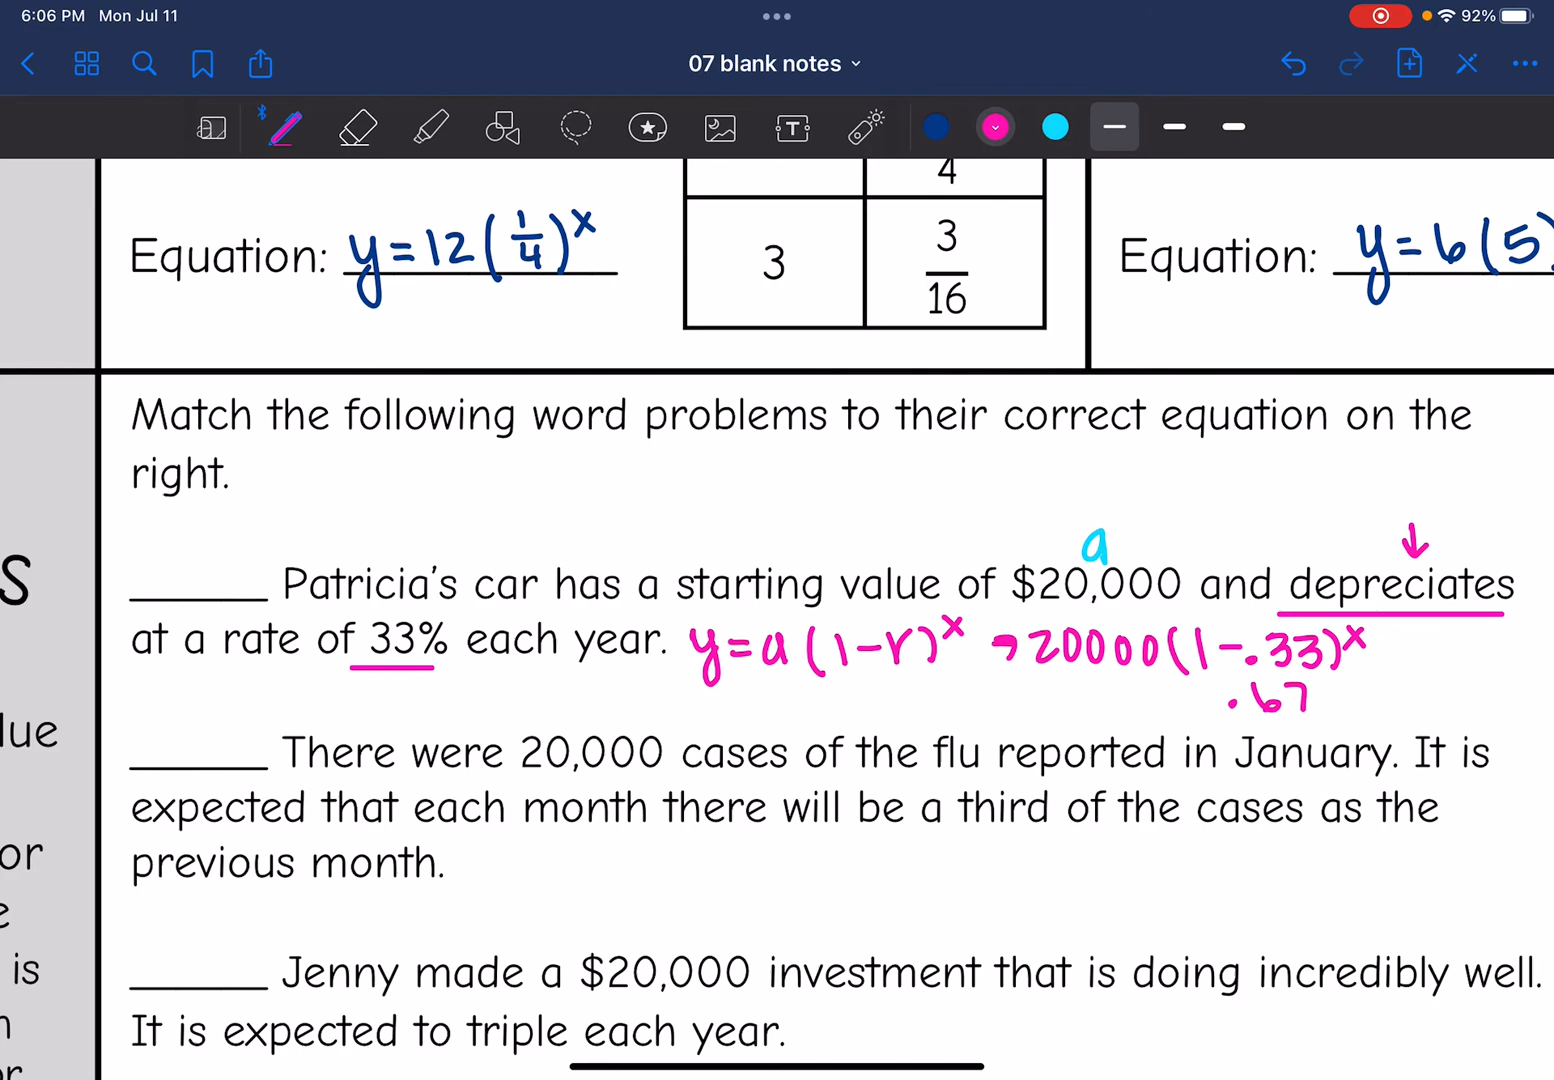 6:06 PM Mon Jul 11
92%
07 blank notes
4
Equation: y=12(1/4)^x
3
3/16
Equation: y=6(5)
Match the following word problems to their correct equation on the
right.
a ↓
______ Patricia's car has a starting value of $20,000 and depreciates
at a rate of 33% each year. y=a(1-r)^x → 20000(1-.33)^x
.67
______ There were 20,000 cases of the flu reported in January. It is
expected that each month there will be a third of the cases as the
previous month.
______ Jenny made a $20,000 investment that is doing incredibly well.
It is expected to triple each year.
s
lue
or
e
is